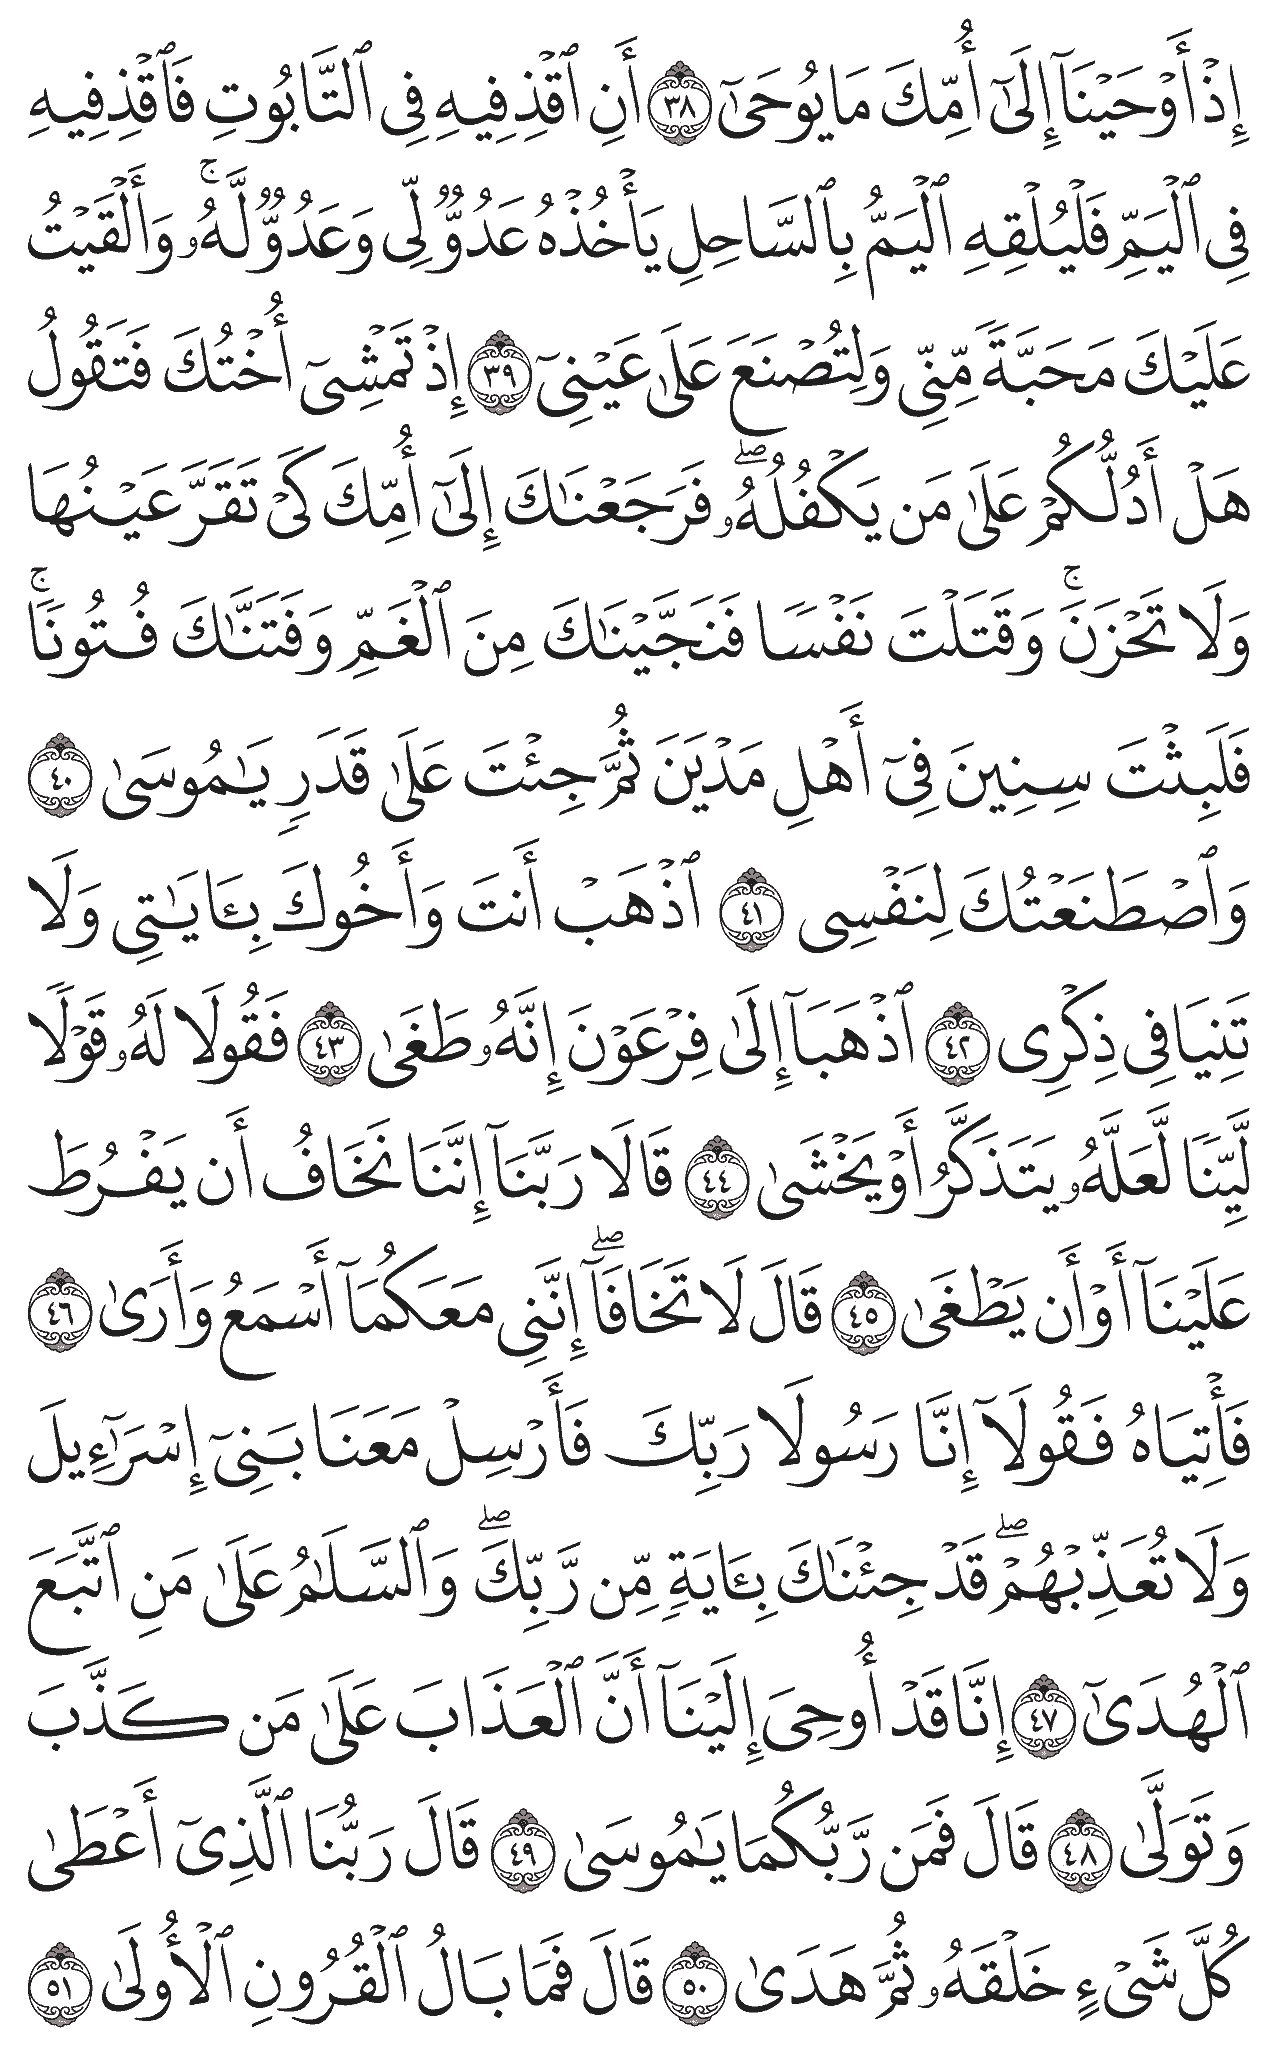 إِذْ أَوْحَيْنَآ إِلَىٰٓ أُمِّكَ مَا يُوحَىٰٓ ٣٨ أَنِ ٱقْذِفِيهِ فِى ٱلتَّابُوتِ فَٱقْذِفِيهِ
فِى ٱلْيَمِّ فَلْيُلْقِهِ ٱلْيَمُّ بِٱلسَّاحِلِ يَأْخُذْهُ عَدُوٌّ لِّى وَعَدُوٌّ لَّهُۥ ۚ وَأَلْقَيْتُ
عَلَيْكَ مَحَبَّةً مِّنِّى وَلِتُصْنَعَ عَلَىٰ عَيْنِىٓ ٣٩ إِذْ تَمْشِىٓ أُخْتُكَ فَتَقُولُ
هَلْ أَدُلُّكُمْ عَلَىٰ مَن يَكْفُلُهُۥ ۖ فَرَجَعْنَٰكَ إِلَىٰٓ أُمِّكَ كَىْ تَقَرَّ عَيْنُهَا
وَلَا تَحْزَنَ ۚ وَقَتَلْتَ نَفْسًا فَنَجَّيْنَٰكَ مِنَ ٱلْغَمِّ وَفَتَنَّٰكَ فُتُونًا ۚ
فَلَبِثْتَ سِنِينَ فِىٓ أَهْلِ مَدْيَنَ ثُمَّ جِئْتَ عَلَىٰ قَدَرٍ يَٰمُوسَىٰ ٤٠
وَٱصْطَنَعْتُكَ لِنَفْسِى ٤١ ٱذْهَبْ أَنتَ وَأَخُوكَ بِـَٔايَٰتِى وَلَا
تَنِيَا فِى ذِكْرِى ٤٢ ٱذْهَبَآ إِلَىٰ فِرْعَوْنَ إِنَّهُۥ طَغَىٰ ٤٣ فَقُولَا لَهُۥ قَوْلًا
لَّيِّنًا لَّعَلَّهُۥ يَتَذَكَّرُ أَوْ يَخْشَىٰ ٤٤ قَالَا رَبَّنَآ إِنَّنَا نَخَافُ أَن يَفْرُطَ
عَلَيْنَآ أَوْ أَن يَطْغَىٰ ٤٥ قَالَ لَا تَخَافَآ ۖ إِنَّنِى مَعَكُمَآ أَسْمَعُ وَأَرَىٰ ٤٦
فَأْتِيَاهُ فَقُولَآ إِنَّا رَسُولَا رَبِّكَ فَأَرْسِلْ مَعَنَا بَنِىٓ إِسْرَٰٓءِيلَ
وَلَا تُعَذِّبْهُمْ ۖ قَدْ جِئْنَٰكَ بِـَٔايَةٍ مِّن رَّبِّكَ ۖ وَٱلسَّلَٰمُ عَلَىٰ مَنِ ٱتَّبَعَ
ٱلْهُدَىٰٓ ٤٧ إِنَّا قَدْ أُوحِىَ إِلَيْنَآ أَنَّ ٱلْعَذَابَ عَلَىٰ مَن كَذَّبَ
وَتَوَلَّىٰ ٤٨ قَالَ فَمَن رَّبُّكُمَا يَٰمُوسَىٰ ٤٩ قَالَ رَبُّنَا ٱلَّذِىٓ أَعْطَىٰ
كُلَّ شَىْءٍ خَلْقَهُۥ ثُمَّ هَدَىٰ ٥٠ قَالَ فَمَا بَالُ ٱلْقُرُونِ ٱلْأُولَىٰ ٥١